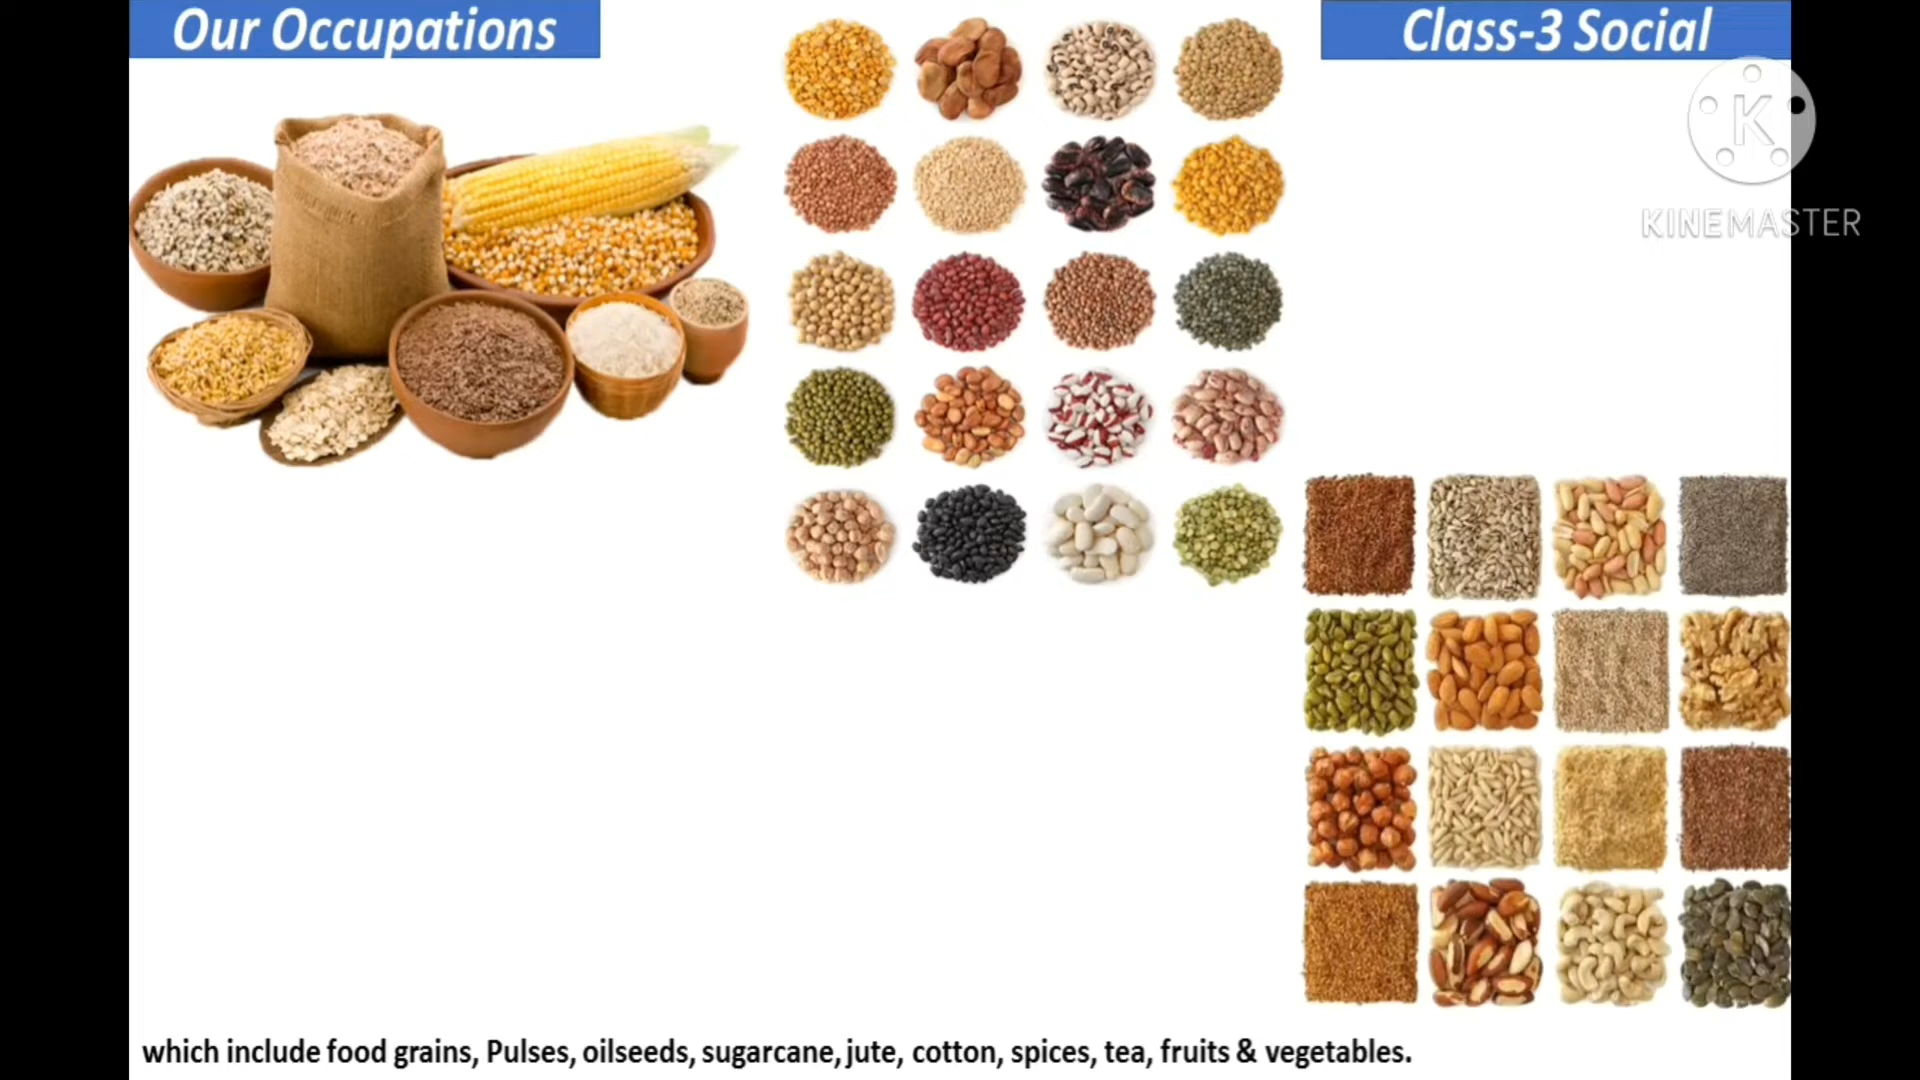 Our Occupations
Class-3 Social
K
KINEMASTER
which include food grains, Pulses, oilseeds, sugarcane, jute, cotton, spices, tea, fruits & vegetables.